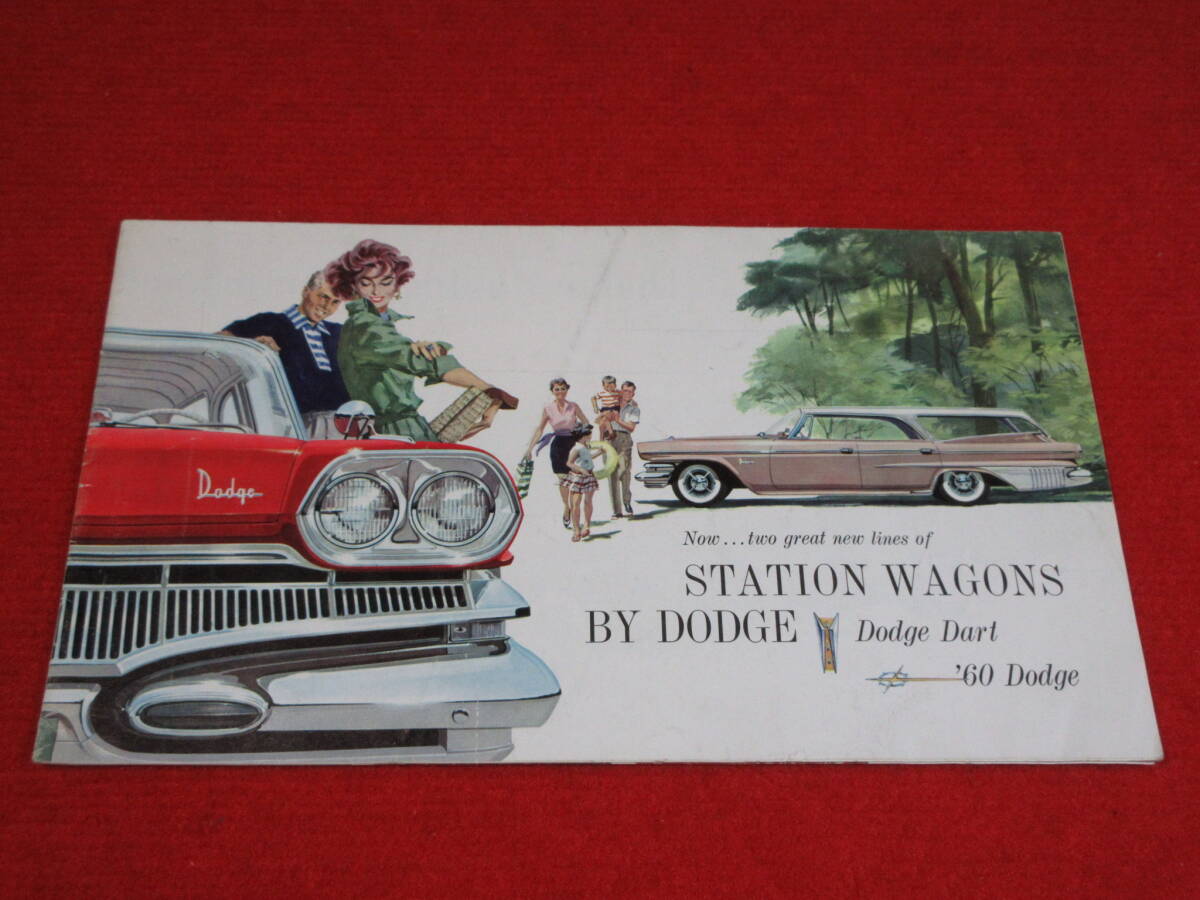 Dodge
Now...two great new lines of
STATION WAGONS
BY DODGE Dodge Dart
'60 Dodge